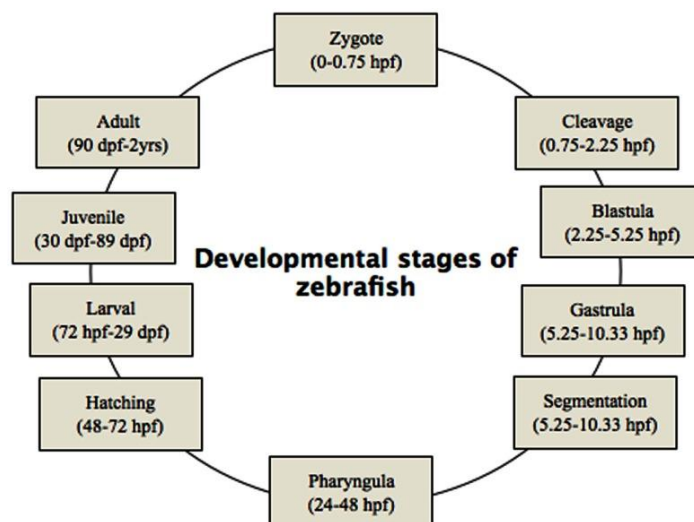 Zygote
(0-0.75 hpf)
Cleavage
(0.75-2.25 hpf)
Blastula
(2.25-5.25 hpf)
Gastrula
(5.25-10.33 hpf)
Segmentation
(5.25-10.33 hpf)
Pharyngula
(24-48 hpf)
Hatching
(48-72 hpf)
Larval
(72 hpf-29 dpf)
Juvenile
(30 dpf-89 dpf)
Adult
(90 dpf-2yrs)
Developmental stages of
zebrafish